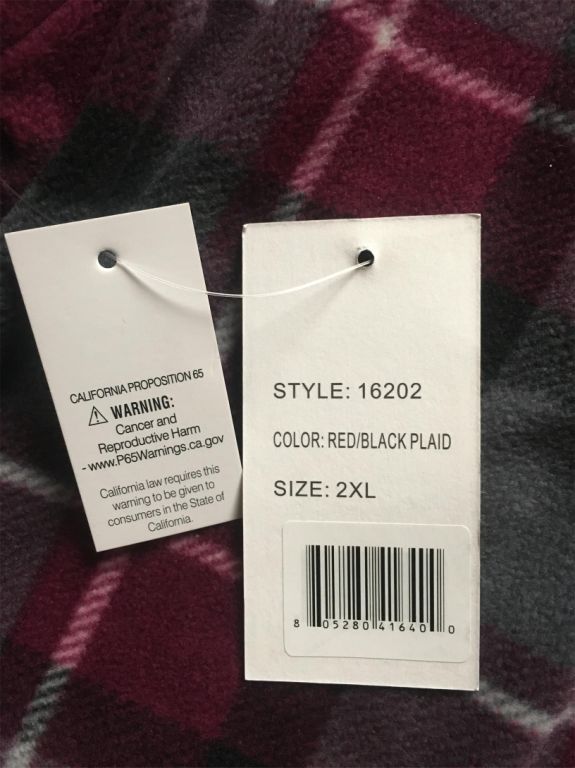 CALIFORNIA PROPOSITION 65
⚠ WARNING:
Cancer and
Reproductive Harm
- www.P65Warnings.ca.gov
California law requires this
warning to be given to
consumers in the State of
California.
STYLE: 16202
COLOR: RED/BLACK PLAID
SIZE: 2XL
8 05280 41640 0